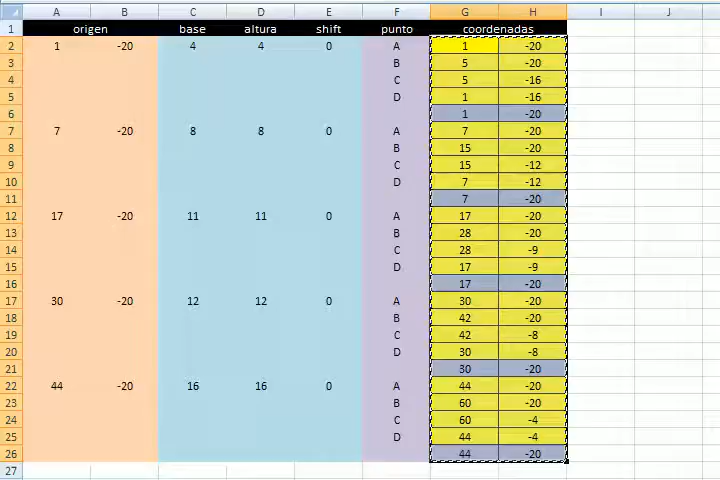 A B C D E F G H I J
1 origen base altura shift punto coordenadas
2 1 -20 4 4 0 A 1 -20
3 B 5 -20
4 C 5 -16
5 D 1 -16
6 1 -20
7 7 -20 8 8 0 A 7 -20
8 B 15 -20
9 C 15 -12
10 D 7 -12
11 7 -20
12 17 -20 11 11 0 A 17 -20
13 B 28 -20
14 C 28 -9
15 D 17 -9
16 17 -20
17 30 -20 12 12 0 A 30 -20
18 B 42 -20
19 C 42 -8
20 D 30 -8
21 30 -20
22 44 -20 16 16 0 A 44 -20
23 B 60 -20
24 C 60 -4
25 D 44 -4
26 44 -20
27